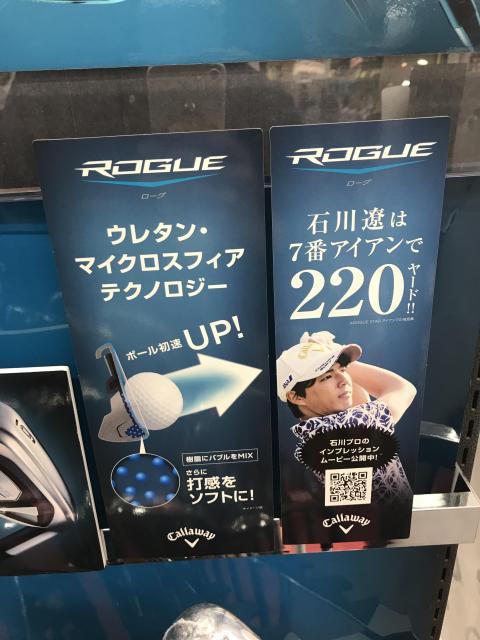 ROGUE
ローグ
ウレタン・
マイクロスフィア
テクノロジー
ボール初速 UP!
樹脂にバブルをMIX
さらに
打感を
ソフトに!
Callaway
ROGUE
ローグ
石川遼は
7番アイアンで
220ヤード!!
石川プロの
インプレッション
ムービー公開中!
Callaway